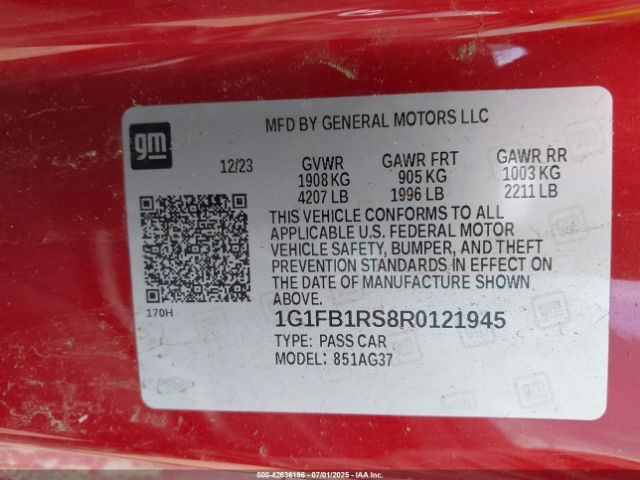 gm
MFD BY GENERAL MOTORS LLC
12/23 GVWR GAWR FRT GAWR RR
1908 KG 905 KG 1003 KG
4207 LB 1996 LB 2211 LB
THIS VEHICLE CONFORMS TO ALL
APPLICABLE U.S. FEDERAL MOTOR
VEHICLE SAFETY, BUMPER, AND THEFT
PREVENTION STANDARDS IN EFFECT ON
THE DATE OF MANUFACTURE SHOWN
ABOVE.
170H
1G1FB1RS8R0121945
TYPE: PASS CAR
MODEL: 851AG37
000-42636196 - 07/01/2025 - IAAI.COM